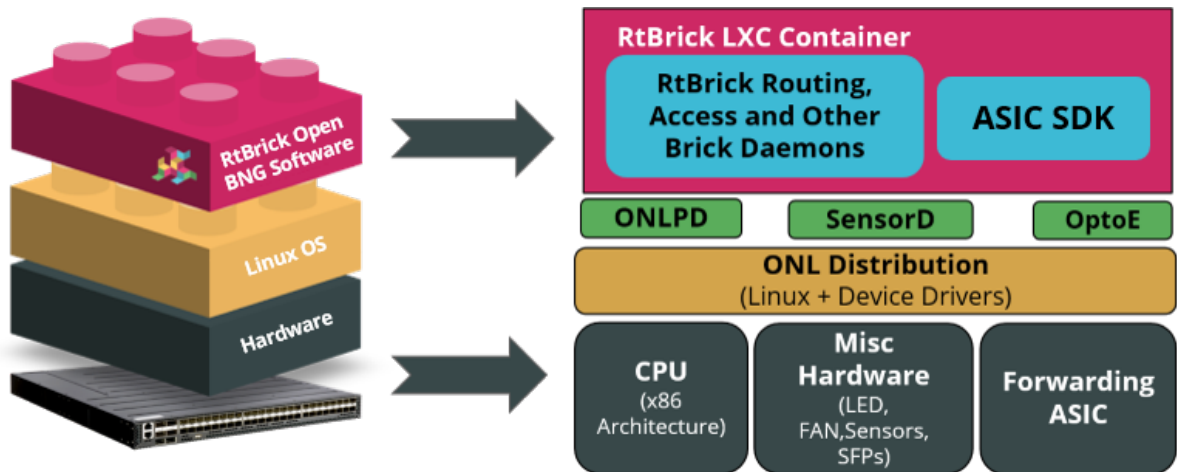 RtBrick Open
BNG Software
Linux OS
Hardware
RtBrick LXC Container
RtBrick Routing,
Access and Other
Brick Daemons
ASIC SDK
ONLPD
SensorD
OptoE
ONL Distribution
(Linux + Device Drivers)
CPU
(x86
Architecture)
Misc
Hardware
(LED,
FAN,Sensors,
SFPs)
Forwarding
ASIC